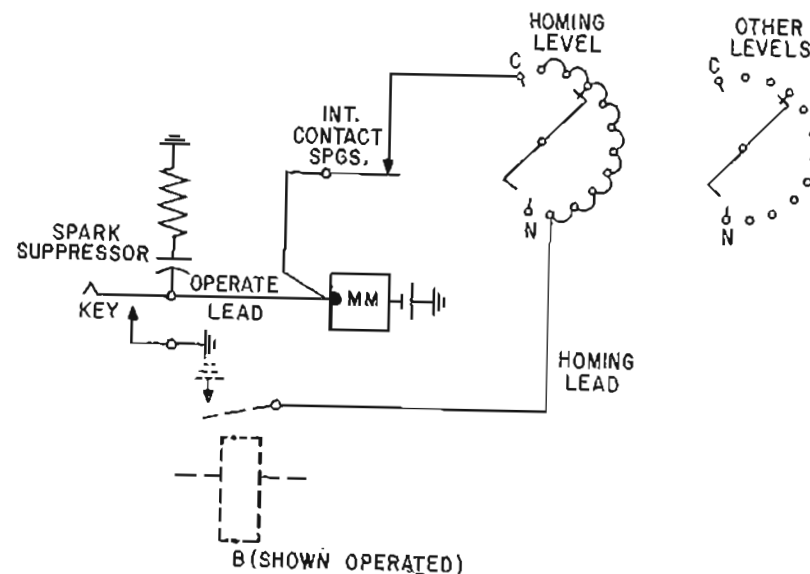 HOMING
LEVEL
OTHER
LEVELS
C
C
INT.
CONTACT
SPGS.
SPARK
SUPPRESSOR
OPERATE
LEAD
KEY
MM
N
N
HOMING
LEAD
B (SHOWN OPERATED)